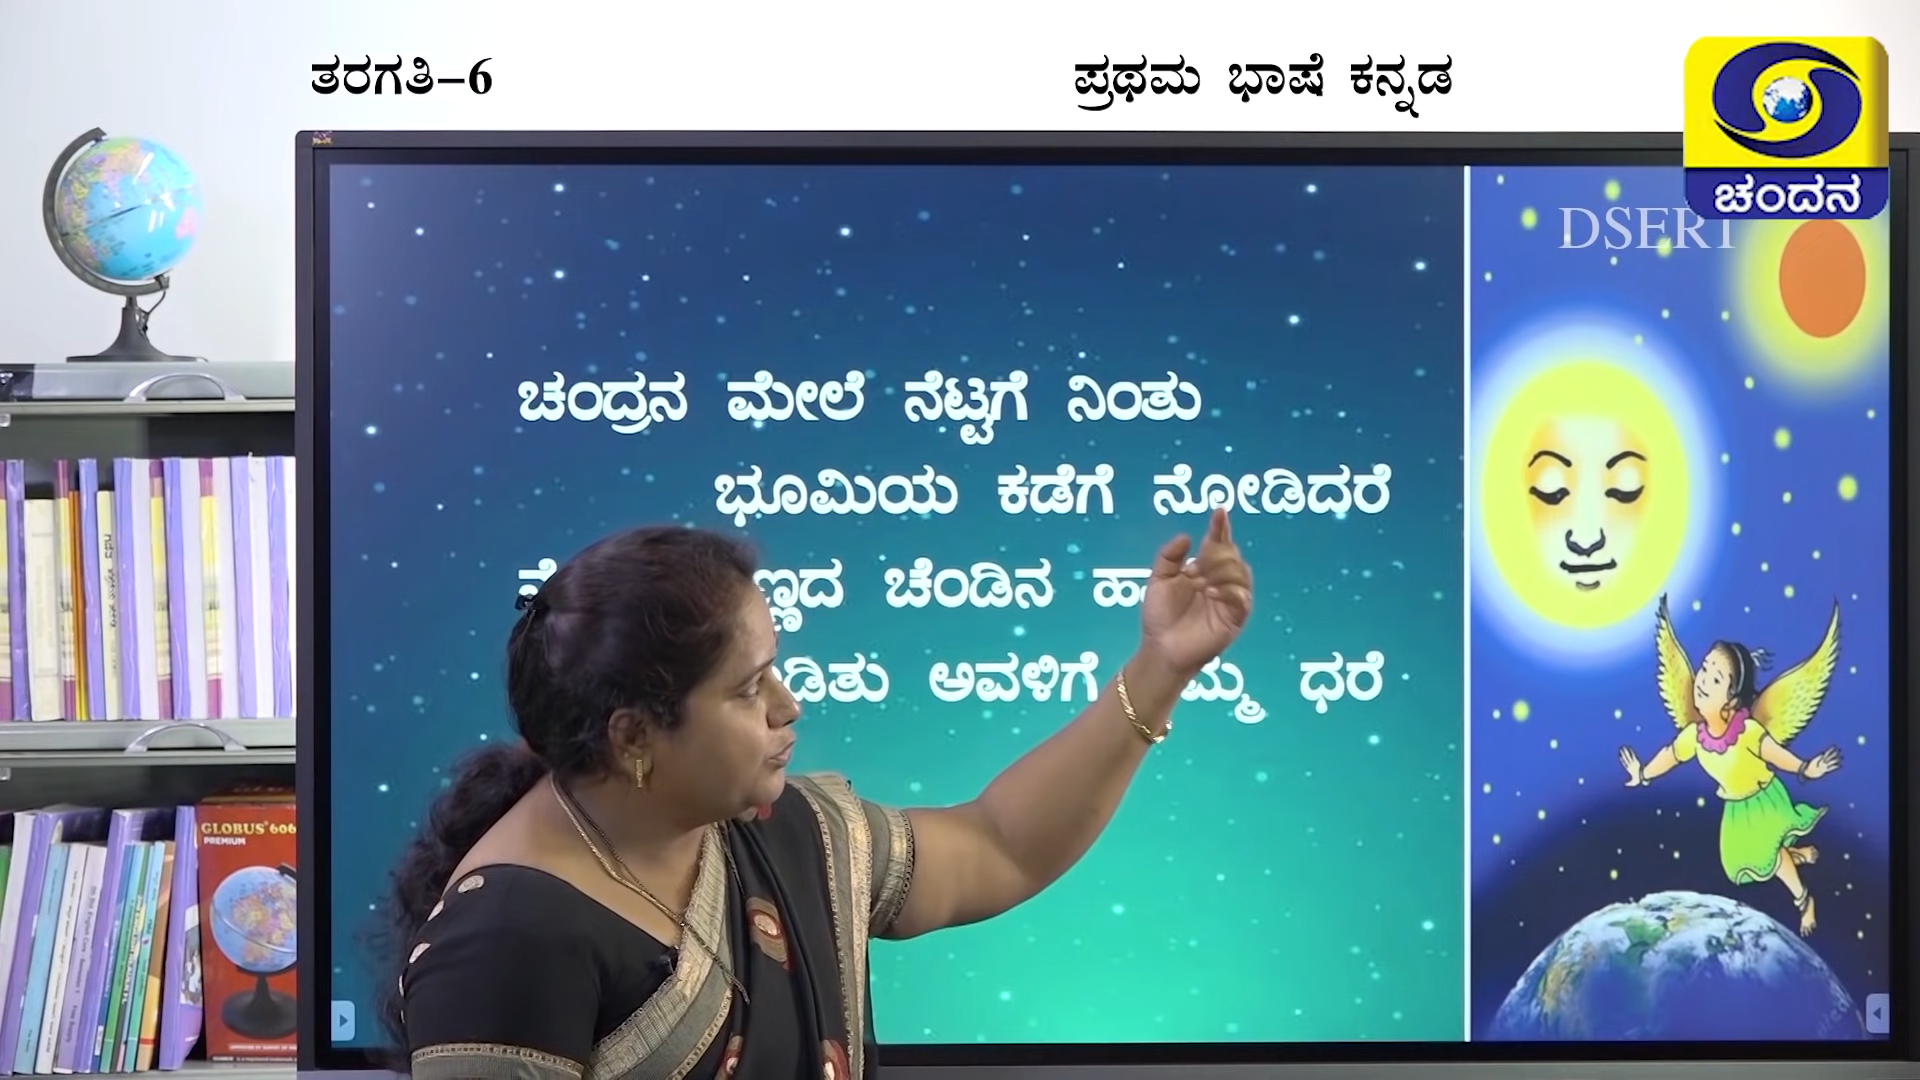 ತರಗತಿ-6
ಪ್ರಥಮ ಭಾಷೆ ಕನ್ನಡ
ಚಂದನ
DSERT
ಚಂದ್ರನ ಮೇಲೆ ನೆಟ್ಟಗೆ ನಿಂತು
ಭೂಮಿಯ ಕಡೆಗೆ ನೋಡಿದರೆ
ಚೆಂಡಿನ
ಅವಳಿಗೆ ಧರೆ
GLOBUS 606
PREMIUM